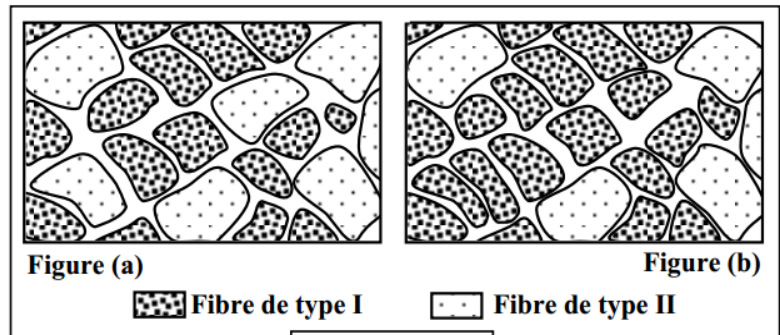 Figure (a)
Figure (b)
Fibre de type I
Fibre de type II